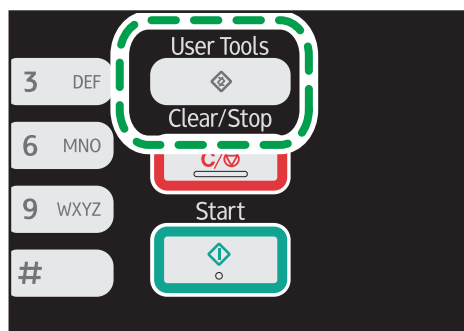 User Tools
3 DEF
Clear/Stop
6 MNO
C/
9 WXYZ
Start
#